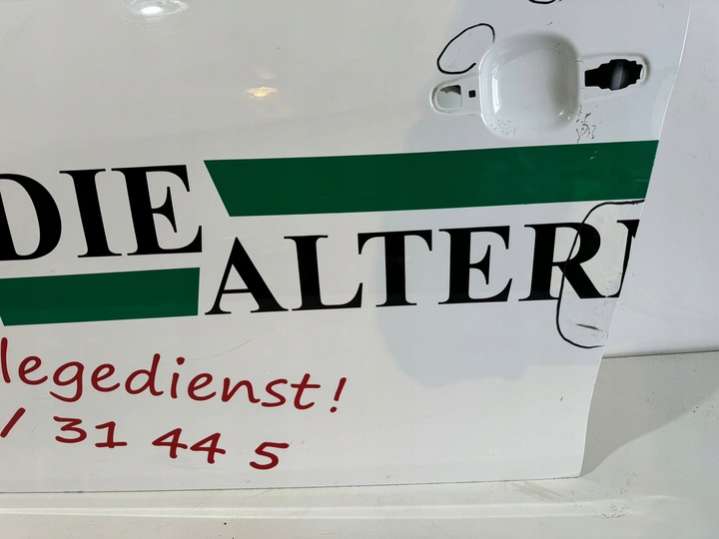 DIE
ALTER
legedienst!
/ 31 44 5